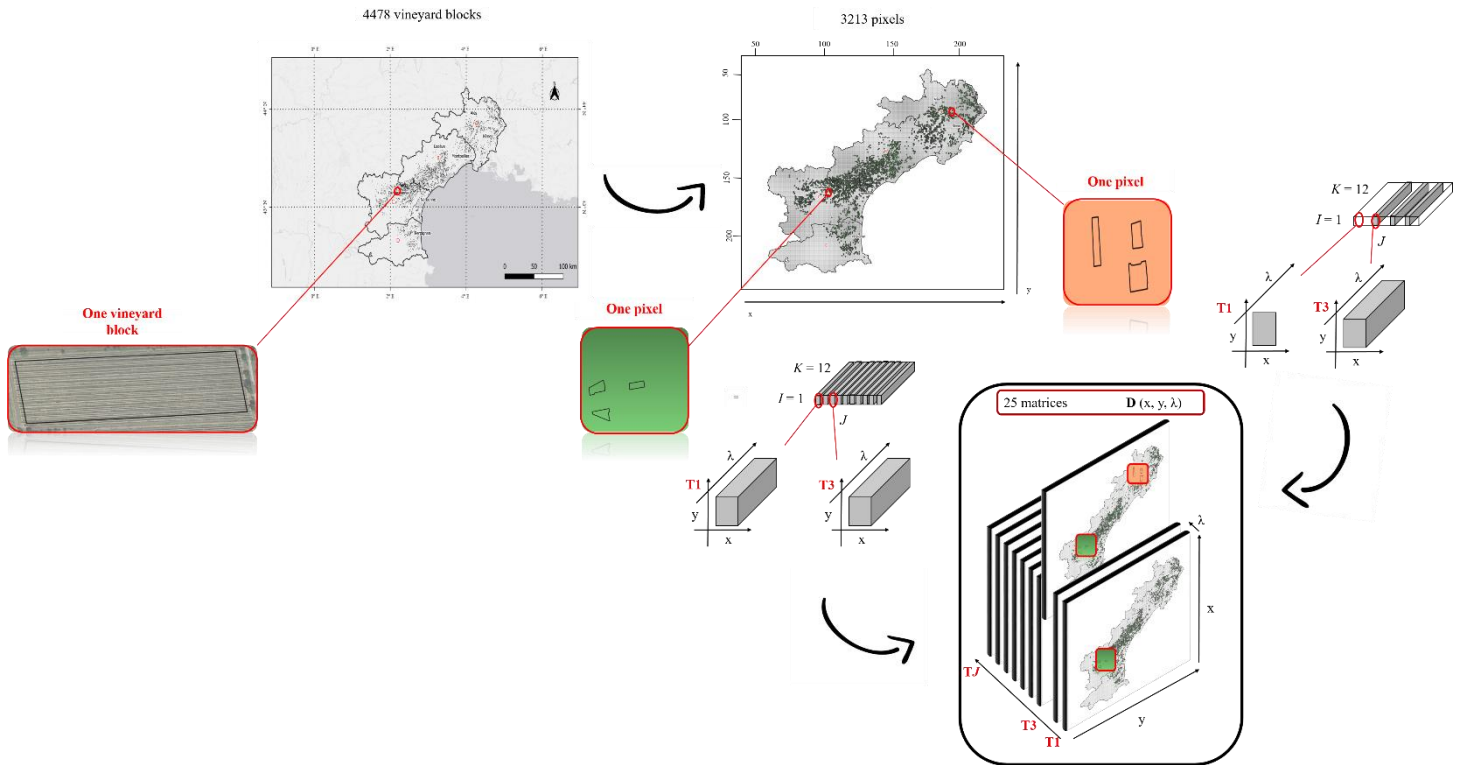 4478 vineyard blocks
3213 pixels
50
100
150
200
50
100
150
200
y
x
0
50
100 km
One vineyard
block
One pixel
One pixel
K = 12
I = 1
J
λ
T1
y
x
λ
T3
y
x
K = 12
I = 1
J
λ
T1
y
x
λ
T3
y
x
25 matrices
D (x, y, λ)
λ
x
y
TJ
T3
T1